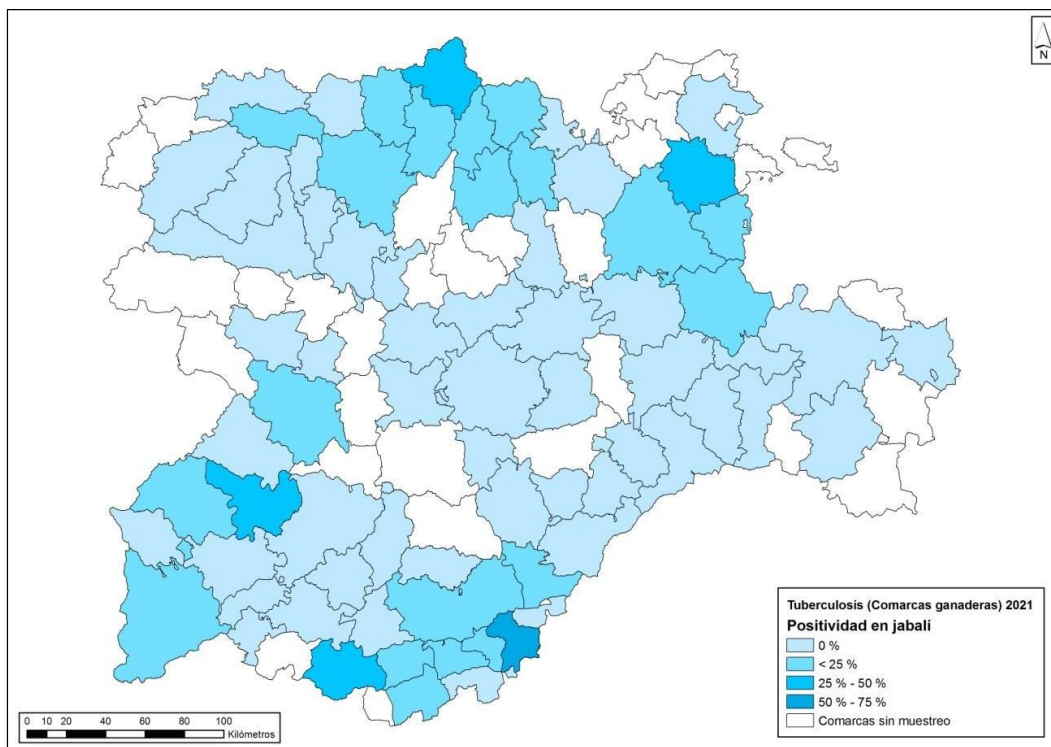 N
Tuberculosis (Comarcas ganaderas) 2021
Positividad en jabalí
0 %
< 25 %
25 % - 50 %
50 % - 75 %
Comarcas sin muestreo
0 10 20 40 60 80 100
Kilómetros